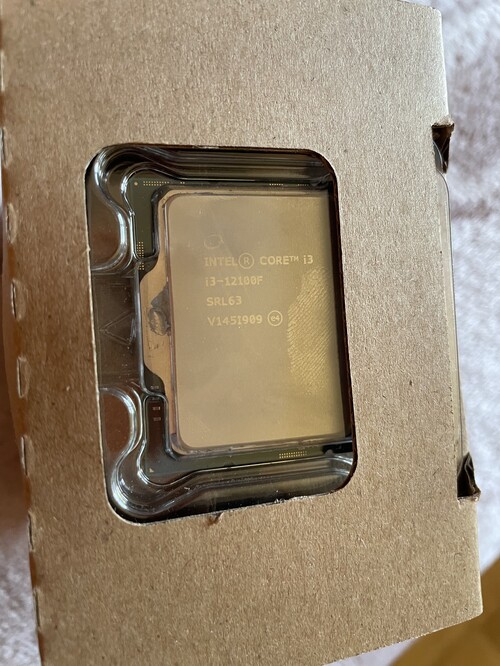 INTEL® CORE™ i3
i3-12100F
SRL63
V145I909 e4